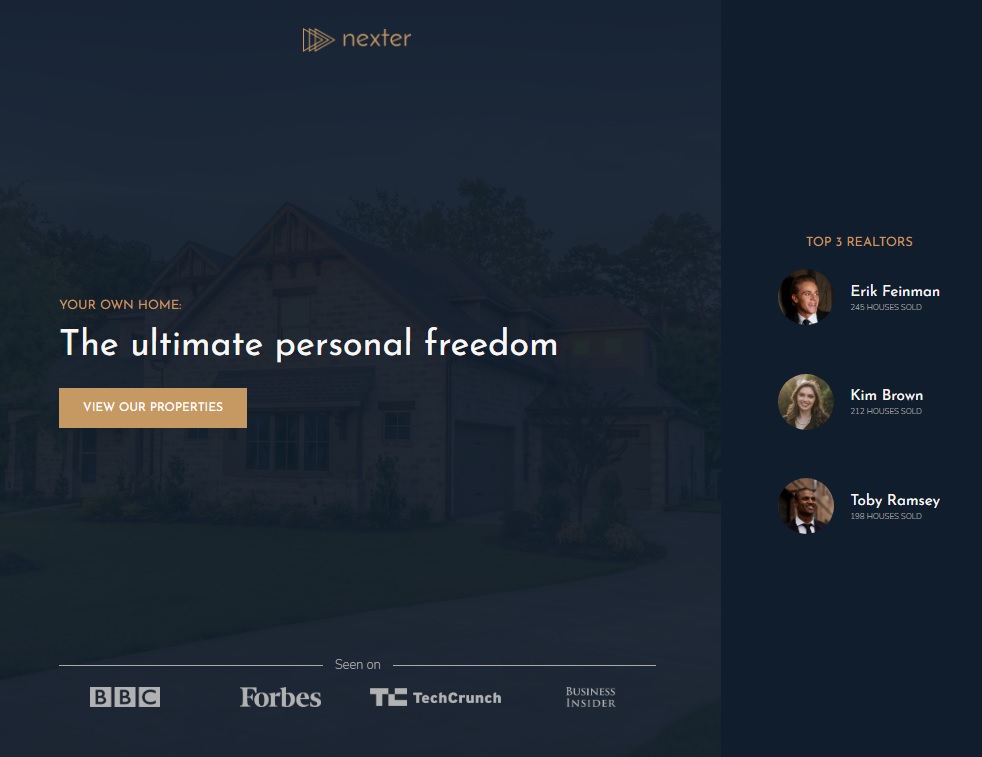 nexter
YOUR OWN HOME:
The ultimate personal freedom
VIEW OUR PROPERTIES
Seen on
BBC
Forbes
TechCrunch
BUSINESS
INSIDER
TOP 3 REALTORS
Erik Feinman
245 HOUSES SOLD
Kim Brown
212 HOUSES SOLD
Toby Ramsey
198 HOUSES SOLD